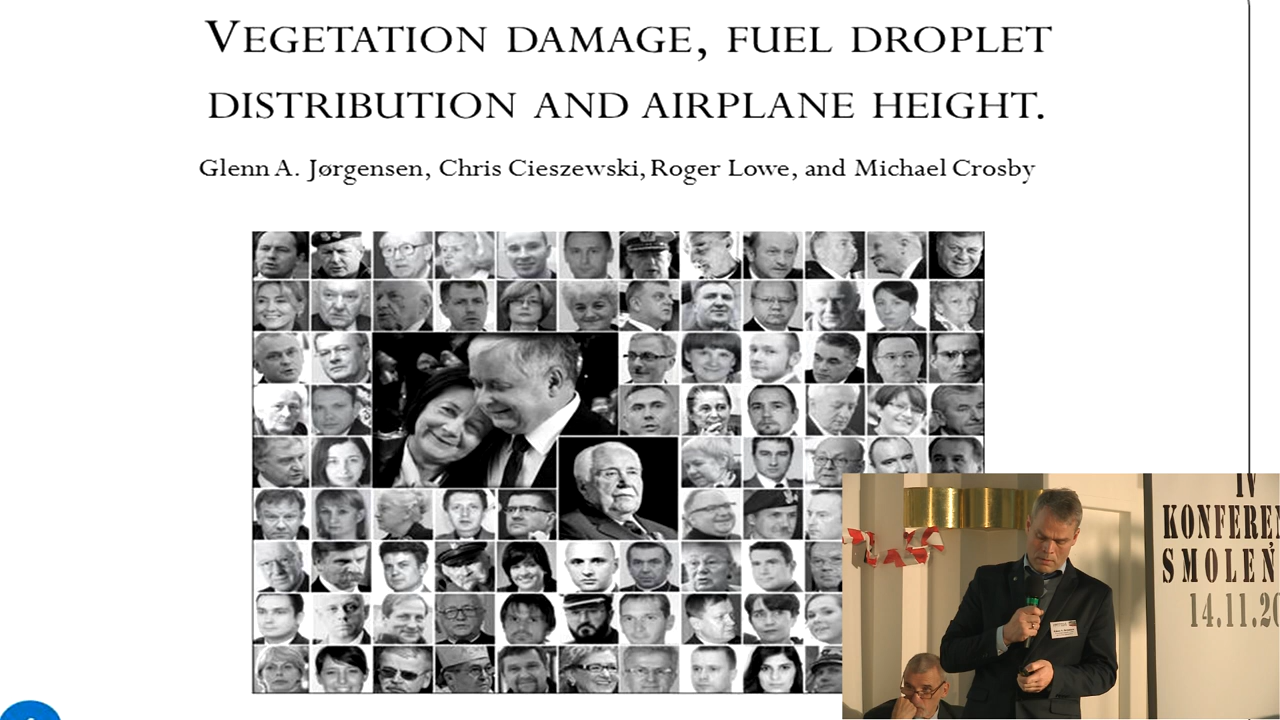 VEGETATION DAMAGE, FUEL DROPLET
DISTRIBUTION AND AIRPLANE HEIGHT.
Glenn A. Jørgensen, Chris Cieszewski, Roger Lowe, and Michael Crosby
IV
KONFEREN
SMOLEŃ
14.11.20